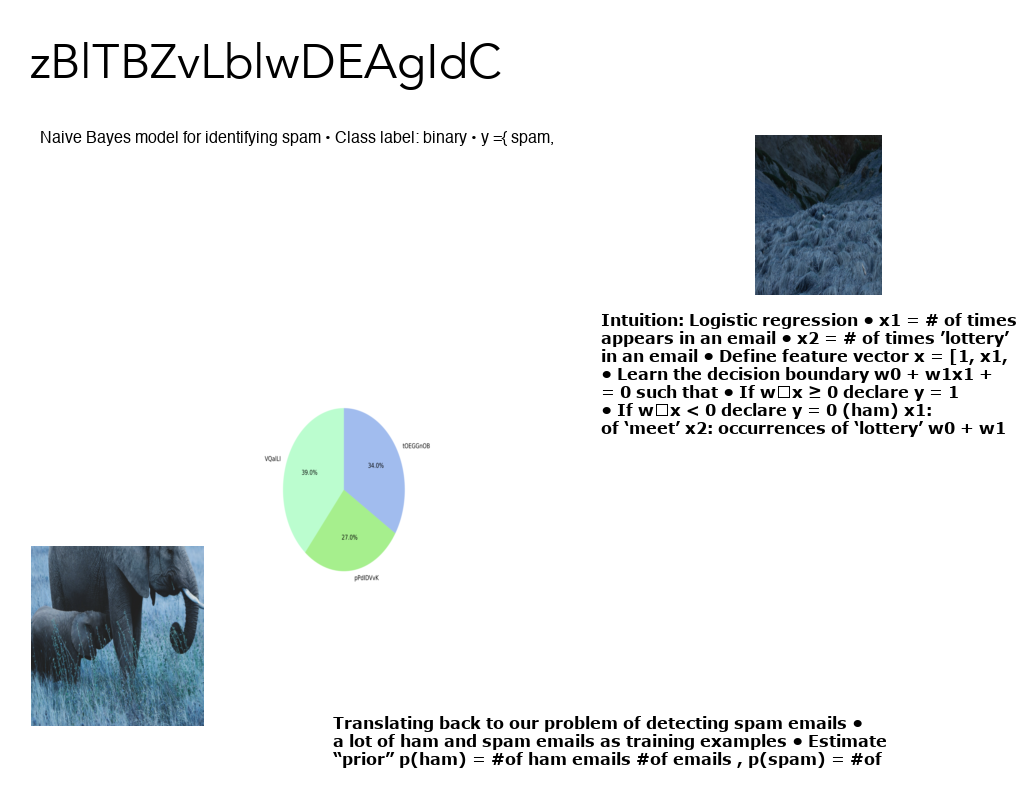 zBlTBZvLblwDEAgIdC
Naive Bayes model for identifying spam • Class label: binary • y ={ spam,
Intuition: Logistic regression • x1 = # of times
appears in an email • x2 = # of times ’lottery’
in an email • Define feature vector x = [1, x1,
• Learn the decision boundary w0 + w1x1 +
= 0 such that • If w□x ≥ 0 declare y = 1
• If w□x < 0 declare y = 0 (ham) x1:
of ‘meet’ x2: occurrences of ‘lottery’ w0 + w1
tOEGGnOB
34.0%
VQaILI
39.0%
27.0%
pPdIDVvK
Translating back to our problem of detecting spam emails •
a lot of ham and spam emails as training examples • Estimate
“prior” p(ham) = #of ham emails #of emails , p(spam) = #of